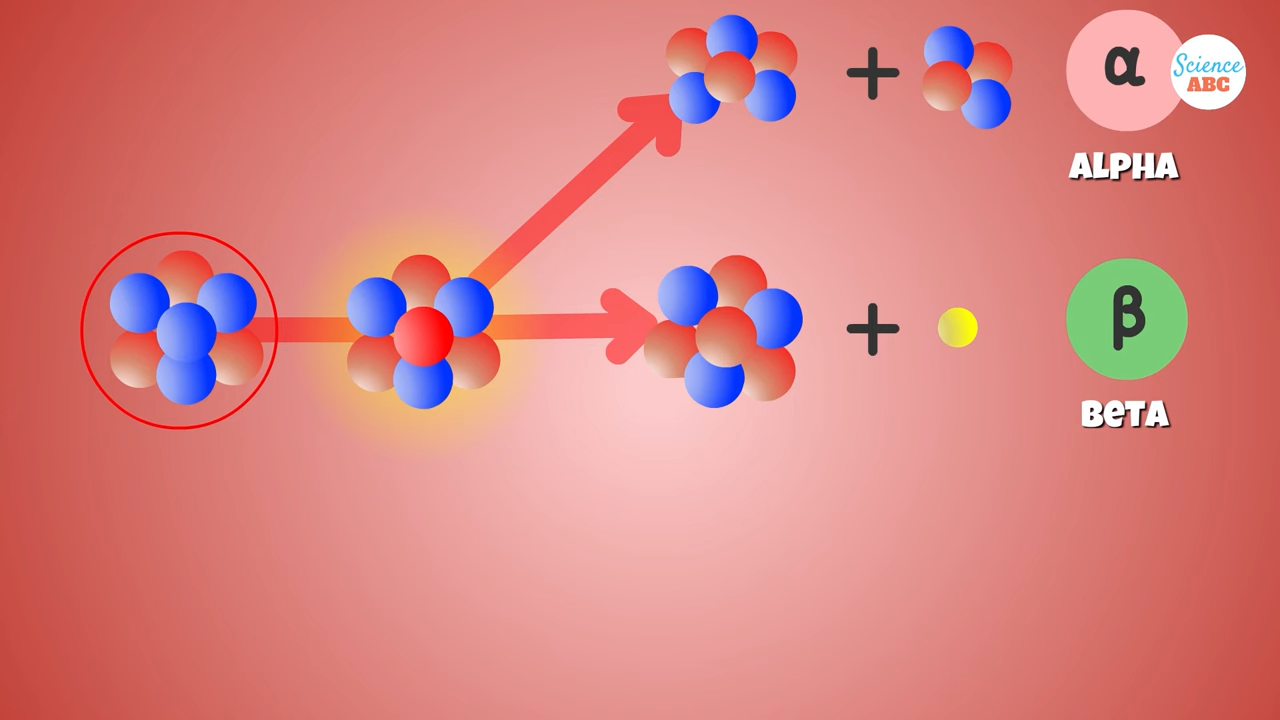 α
Science
ABC
ALPHA
β
BETA